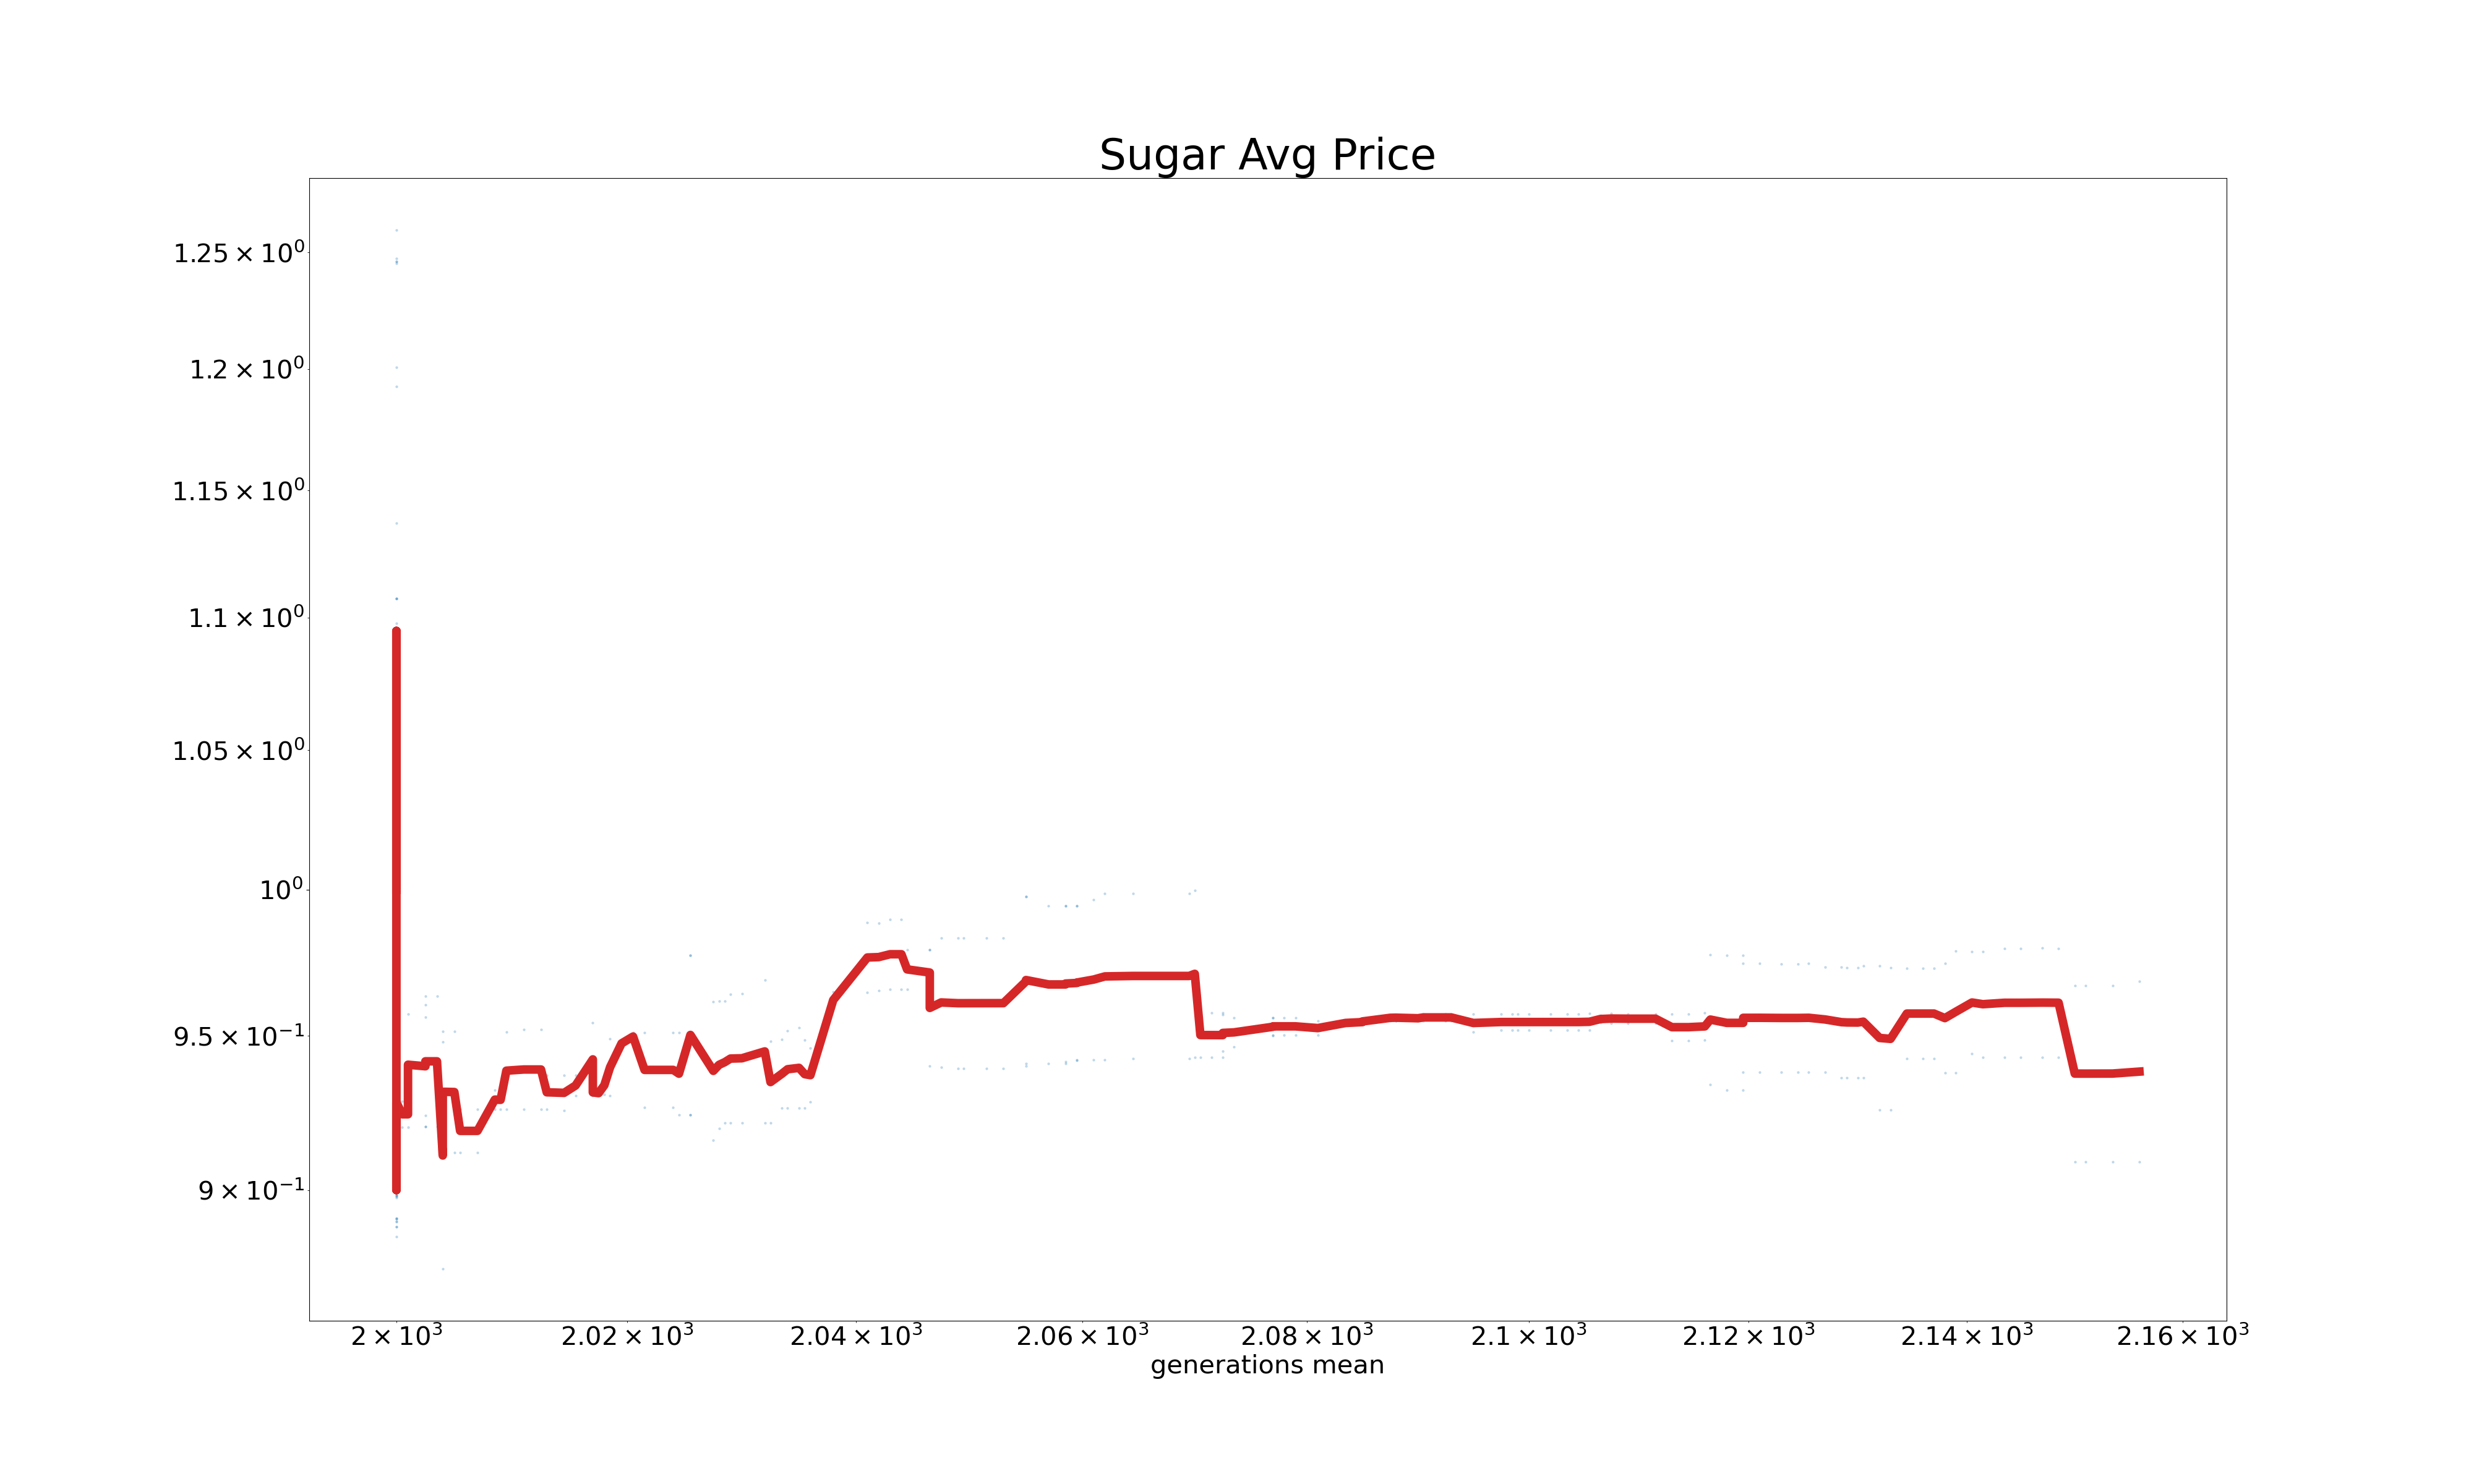 Sugar Avg Price
1.25 × 10⁰
1.2 × 10⁰
1.15 × 10⁰
1.1 × 10⁰
1.05 × 10⁰
10⁰
9.5 × 10⁻¹
9 × 10⁻¹
2 × 10³ 2.02 × 10³ 2.04 × 10³ 2.06 × 10³ 2.08 × 10³ 2.1 × 10³ 2.12 × 10³ 2.14 × 10³ 2.16 × 10³
generations mean